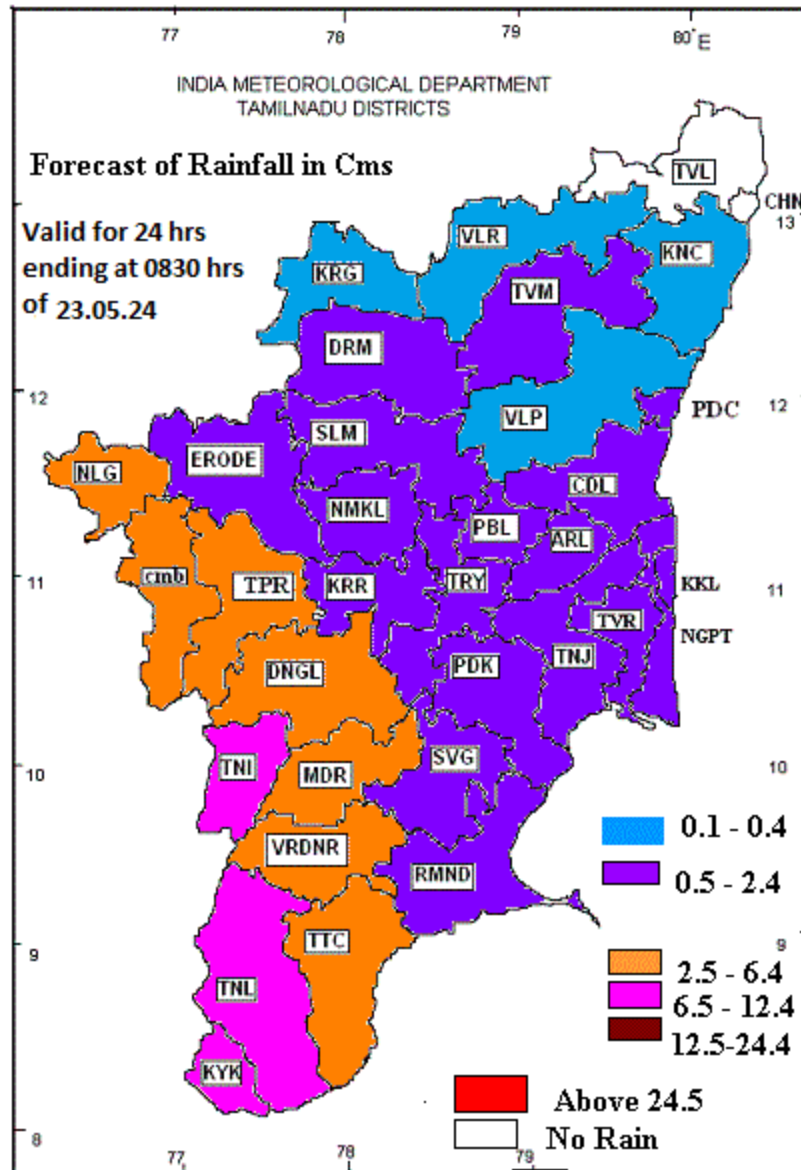 77 78 79 80°E
INDIA METEOROLOGICAL DEPARTMENT
TAMILNADU DISTRICTS
Forecast of Rainfall in Cms
TVL
CHN
13
Valid for 24 hrs
ending at 0830 hrs
of 23.05.24
VLR
KNC
KRG
TVM
DRM
12
12
PDC
VLP
SLM
ERODE
NLG
CDL
NMKL
PBL
ARL
11
cmb
TPR
KRR
TRY
KKL
11
TVR
NGPT
DNGL
PDK
TNJ
10
TNI
MDR
SVG
10
0.1 - 0.4
VRDNR
RMND
0.5 - 2.4
9
TTC
9
2.5 - 6.4
TNL
6.5 - 12.4
12.5-24.4
KYK
Above 24.5
8
No Rain
77 78 79